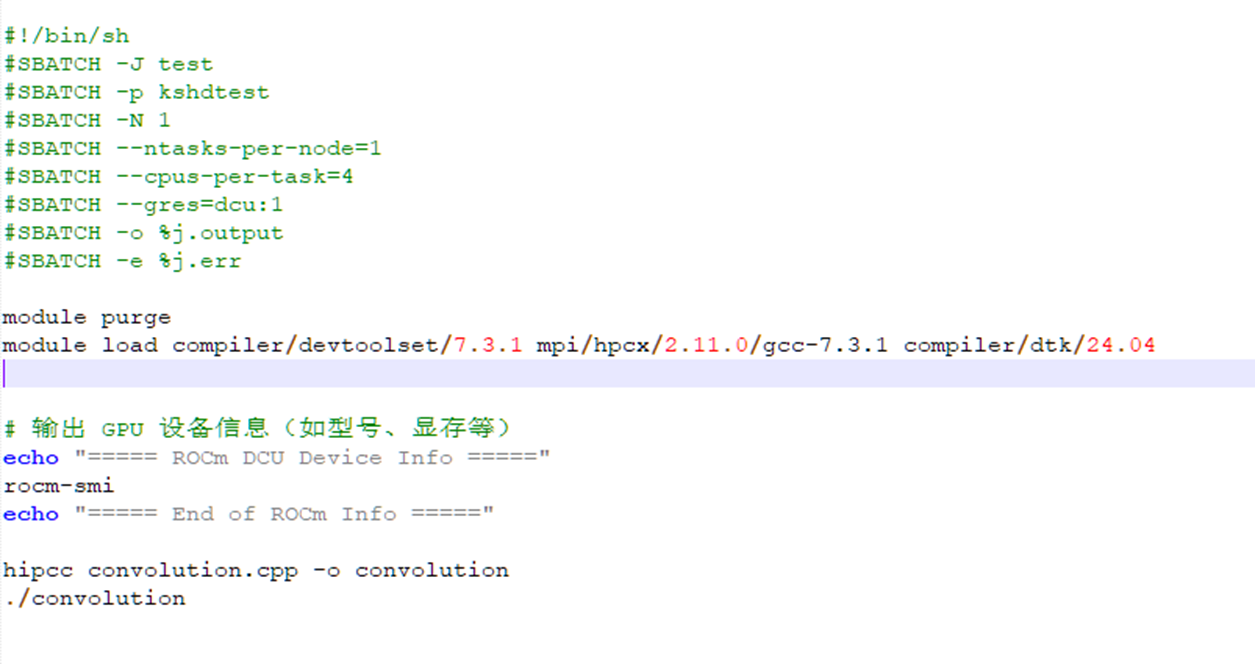 #!/bin/sh
#SBATCH -J test
#SBATCH -p kshdtest
#SBATCH -N 1
#SBATCH --ntasks-per-node=1
#SBATCH --cpus-per-task=4
#SBATCH --gres=dcu:1
#SBATCH -o %j.output
#SBATCH -e %j.err
module purge
module load compiler/devtoolset/7.3.1 mpi/hpcx/2.11.0/gcc-7.3.1 compiler/dtk/24.04
# 输出 GPU 设备信息（如型号、显存等）
echo "===== ROCm DCU Device Info ====="
rocm-smi
echo "===== End of ROCm Info ====="
hipcc convolution.cpp -o convolution
./convolution